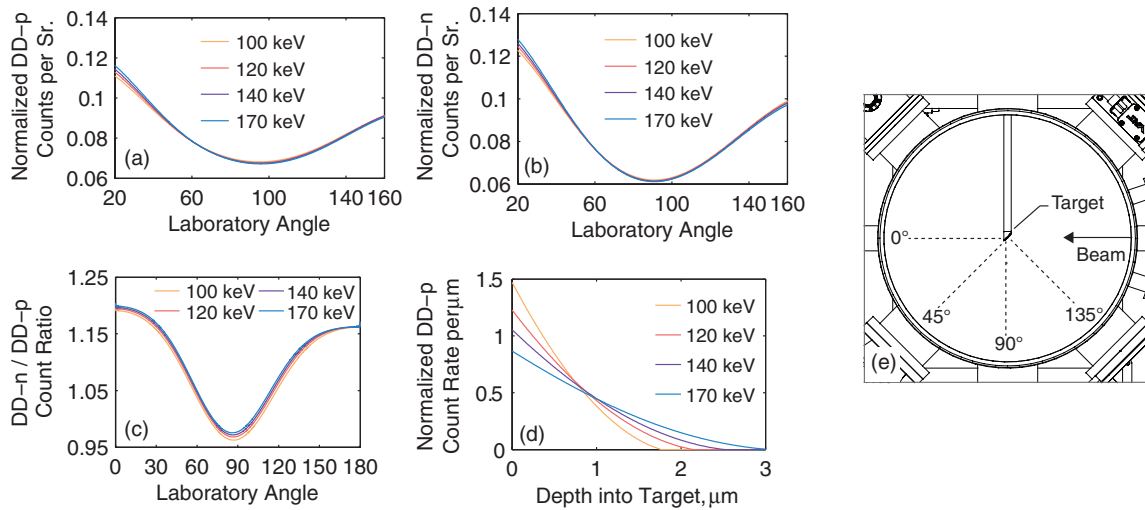 Normalized DD−p
Counts per Sr.
0.14
0.12
0.1
0.08
0.06
100 keV
120 keV
140 keV
170 keV
(a)
20 60 100 140 160
Laboratory Angle
Normalized DD−n
Counts per Sr.
0.14
0.12
0.1
0.08
0.06
100 keV
120 keV
140 keV
170 keV
(b)
20 60 100 140 160
Laboratory Angle
DD−n / DD−p
Count Ratio
1.25
1.15
1.05
0.95
100 keV 140 keV
120 keV 170 keV
(c)
0 30 60 90 120 150 180
Laboratory Angle
Normalized DD−p
Count Rate per μm
1.5
1
0.5
0
100 keV
120 keV
140 keV
170 keV
(d)
0 1 2 3
Depth into Target, μm
Target
0°
Beam
45°
135°
90°
(e)